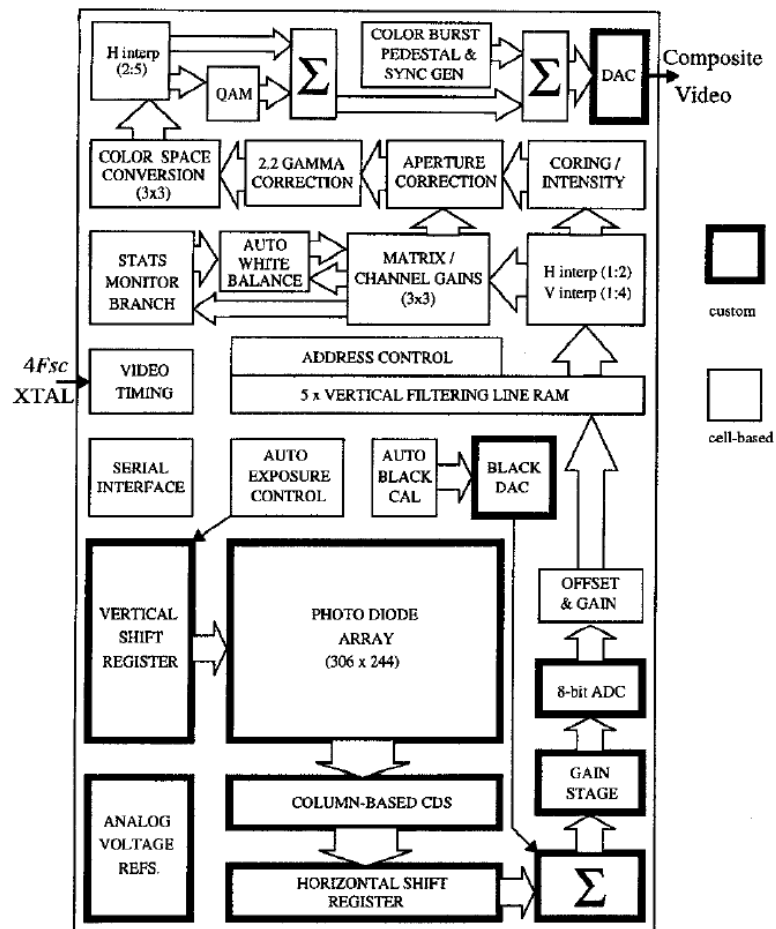 H interp
(2:5)
QAM
Σ
COLOR BURST
PEDESTAL &
SYNC GEN
Σ
DAC
Composite
Video
COLOR SPACE
CONVERSION
(3x3)
2.2 GAMMA
CORRECTION
APERTURE
CORRECTION
CORING /
INTENSITY
STATS
MONITOR
BRANCH
AUTO
WHITE
BALANCE
MATRIX /
CHANNEL GAINS
(3x3)
H interp (1:2)
V interp (1:4)
custom
4Fsc
XTAL
VIDEO
TIMING
ADDRESS CONTROL
5 x VERTICAL FILTERING LINE RAM
cell-based
SERIAL
INTERFACE
AUTO
EXPOSURE
CONTROL
AUTO
BLACK
CAL
BLACK
DAC
VERTICAL
SHIFT
REGISTER
PHOTO DIODE
ARRAY
(306 x 244)
OFFSET
& GAIN
8-bit ADC
GAIN
STAGE
ANALOG
VOLTAGE
REFS.
COLUMN-BASED CDS
HORIZONTAL SHIFT
REGISTER
Σ